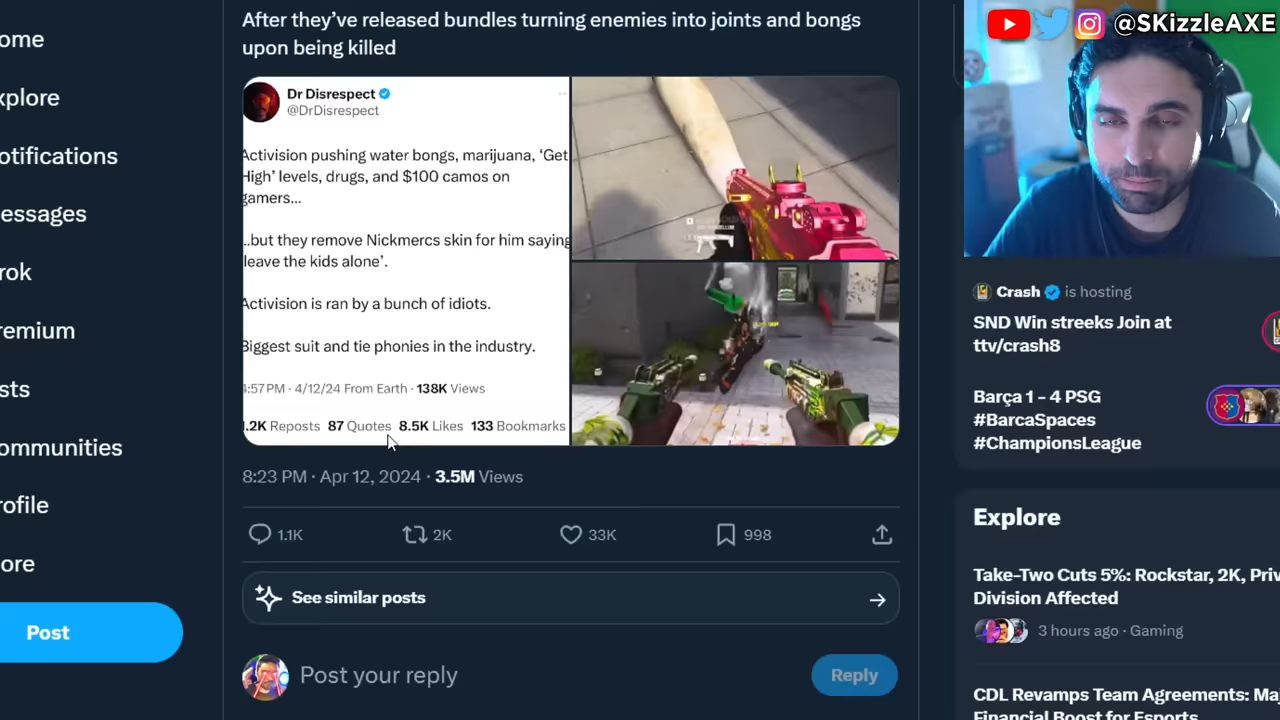 After they've released bundles turning enemies into joints and bongs
upon being killed
@SKizzleAXE
ome
xplore
otifications
essages
rok
remium
sts
ommunities
rofile
ore
Post
Dr Disrespect
@DrDisrespect
Activision pushing water bongs, marijuana, 'Get
High' levels, drugs, and $100 camos on
gamers...
..but they remove Nickmercs skin for him saying
leave the kids alone'.
Activision is ran by a bunch of idiots.
Biggest suit and tie phonies in the industry.
:57 PM · 4/12/24 From Earth · 138K Views
.2K Reposts 87 Quotes 8.5K Likes 133 Bookmarks
8:23 PM · Apr 12, 2024 · 3.5M Views
1.1K 2K 33K 998
See similar posts
Post your reply
Reply
Crash is hosting
SND Win streeks Join at
ttv/crash8
Barça 1 - 4 PSG
#BarcaSpaces
#ChampionsLeague
Explore
Take-Two Cuts 5%: Rockstar, 2K, Priv
Division Affected
3 hours ago · Gaming
CDL Revamps Team Agreements: Ma
Financial Boost for Esports